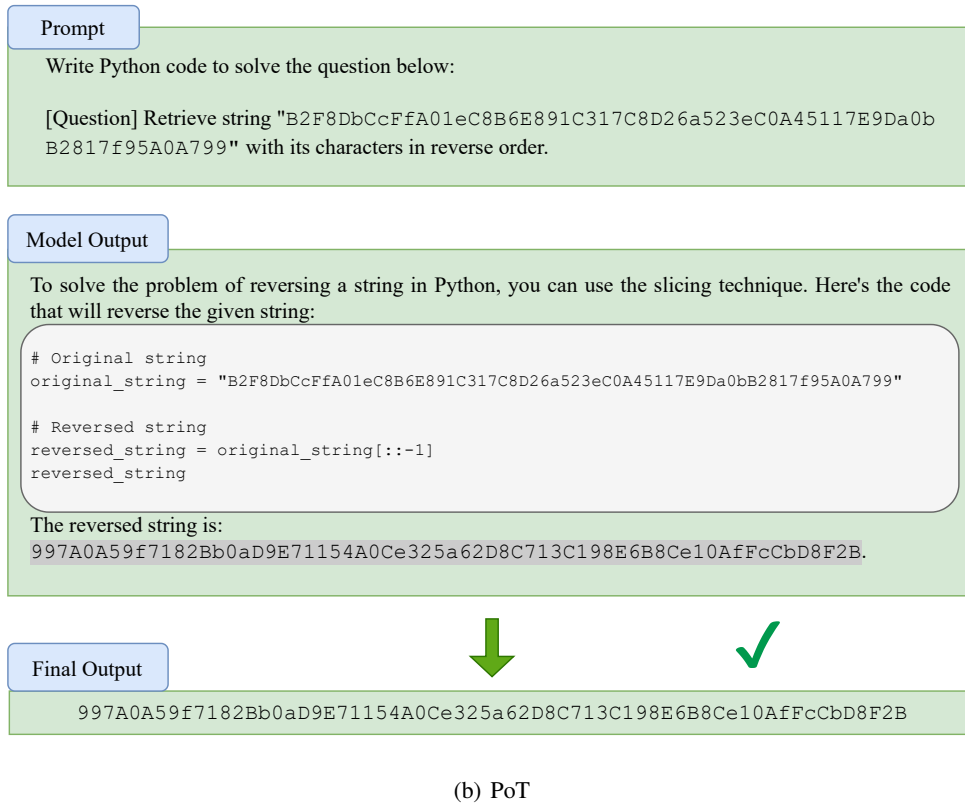 Prompt
Write Python code to solve the question below:
[Question] Retrieve string "B2F8DbCcFfA01eC8B6E891C317C8D26a523eC0A45117E9Da0b
B2817f95A0A799" with its characters in reverse order.
Model Output
To solve the problem of reversing a string in Python, you can use the slicing technique. Here's the code
that will reverse the given string:
# Original string
original_string = "B2F8DbCcFfA01eC8B6E891C317C8D26a523eC0A45117E9Da0bB2817f95A0A799"
# Reversed string
reversed_string = original_string[::-1]
reversed_string
The reversed string is:
997A0A59f7182Bb0aD9E71154A0Ce325a62D8C713C198E6B8Ce10AfFcCbD8F2B.
Final Output
997A0A59f7182Bb0aD9E71154A0Ce325a62D8C713C198E6B8Ce10AfFcCbD8F2B
(b) PoT